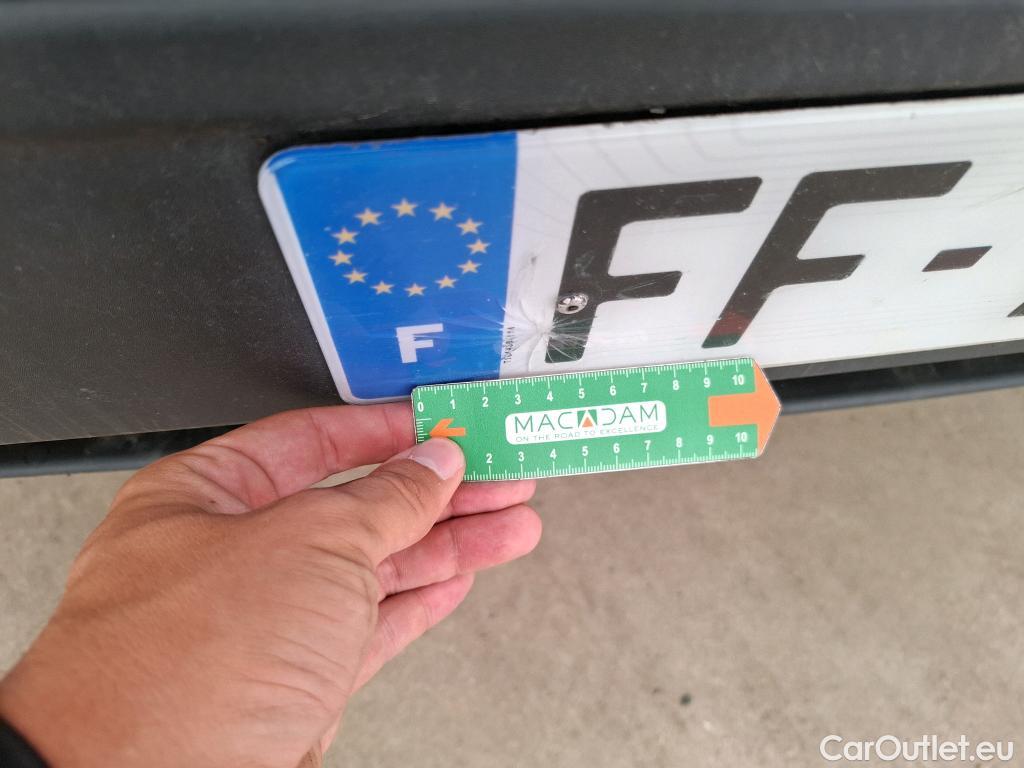 F
FF-
0 1 2 3 4 5 6 7 8 9 10
MACADAM
ON THE ROAD TO EXCELLENCE
2 3 4 5 6 7 8 9 10
CarOutlet.eu